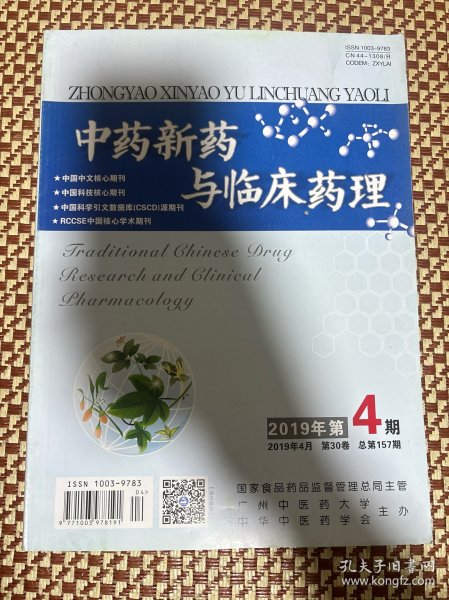 ISSN 1003-9783
CN 44-1308/R
CODEM: ZXYLAI
ZHONGYAO XINYAO YU LINCHUANG YAOLI
中药新药
与临床药理
★中国中文核心期刊
★中国科技核心期刊
★中国科学引文数据库(CSCD)源期刊
★RCCSE中国核心学术期刊
Traditional Chinese Drug
Research and Clinical
Pharmacology
2019年第4期
2019年4月 第30卷 总第157期
ISSN 1003-9783
04>
9 771003 978191
国家食品药品监督管理总局主管
广州中医药大学
中华中医药学会
主办
孔夫子旧书网
www.kongfz.com